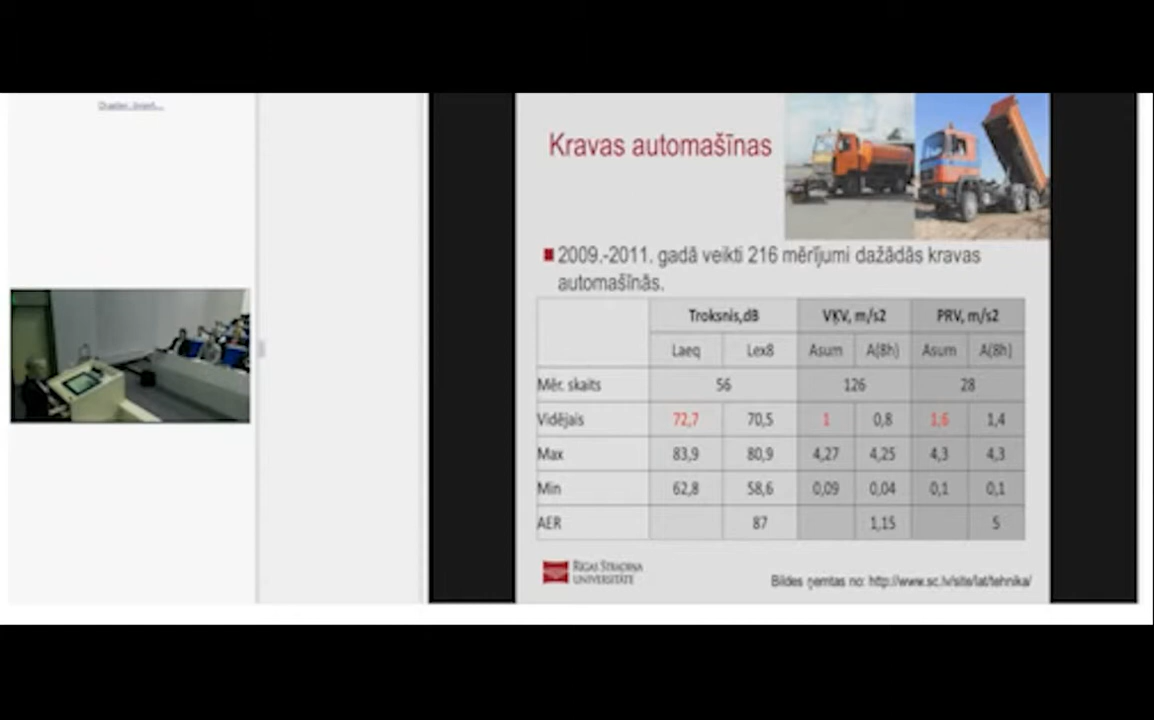 Kravas automašīnas
2009.-2011. gadā veikti 216 mērījumi dažādās kravas
automašīnās.
Troksnis,dB VĶV, m/s2 PRV, m/s2
Laeq Lex8 Asum A(8h) Asum A(8h)
Mēr. skaits 56 126 28
Vidējais 72,7 70,5 1 0,8 1,6 1,4
Max 83,9 80,9 4,27 4,25 4,3 4,3
Min 62,8 58,6 0,09 0,04 0,1 0,1
AER 87 1,15 5
RĪGAS STRADIŅA
UNIVERSITĀTE
Bildes ņemtas no: http://www.sc.lv/site/lat/tehnika/